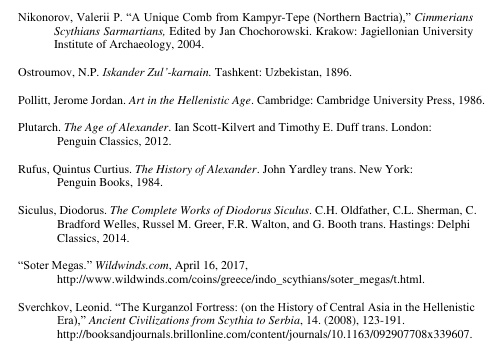 Nikonorov, Valerii P. “A Unique Comb from Kampyr-Tepe (Northern Bactria),” Cimmerians
Scythians Sarmartians, Edited by Jan Chochorowski. Krakow: Jagiellonian University
Institute of Archaeology, 2004.
Ostroumov, N.P. Iskander Zul’-karnain. Tashkent: Uzbekistan, 1896.
Pollitt, Jerome Jordan. Art in the Hellenistic Age. Cambridge: Cambridge University Press, 1986.
Plutarch. The Age of Alexander. Ian Scott-Kilvert and Timothy E. Duff trans. London:
Penguin Classics, 2012.
Rufus, Quintus Curtius. The History of Alexander. John Yardley trans. New York:
Penguin Books, 1984.
Siculus, Diodorus. The Complete Works of Diodorus Siculus. C.H. Oldfather, C.L. Sherman, C.
Bradford Welles, Russel M. Greer, F.R. Walton, and G. Booth trans. Hastings: Delphi
Classics, 2014.
“Soter Megas.” Wildwinds.com, April 16, 2017,
http://www.wildwinds.com/coins/greece/indo_scythians/soter_megas/t.html.
Sverchkov, Leonid. “The Kurganzol Fortress: (on the History of Central Asia in the Hellenistic
Era),” Ancient Civilizations from Scythia to Serbia, 14. (2008), 123-191.
http://booksandjournals.brillonline.com/content/journals/10.1163/092907708x339607.